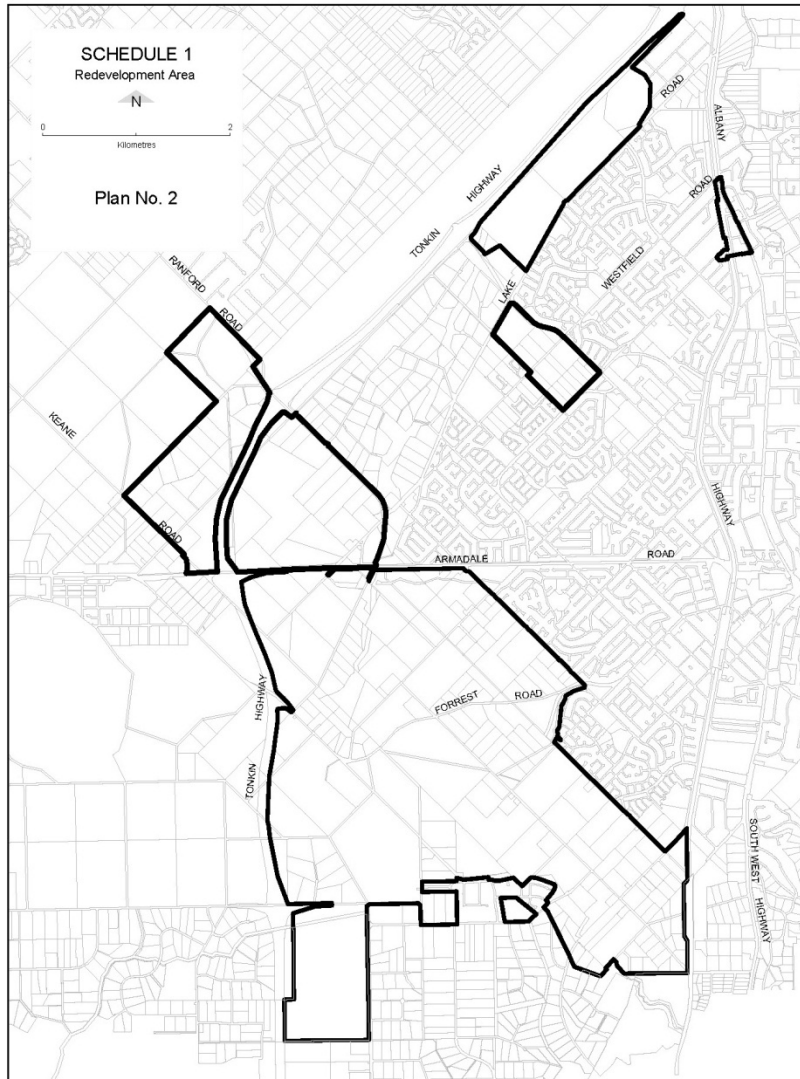 SCHEDULE 1
Redevelopment Area
N
0 2
Kilometres
Plan No. 2
ROAD
ALBANY
HIGHWAY
TONKIN
ROAD
WESTFIELD
RANFORD
ROAD
LAKE
KEANE
ROAD
HIGHWAY
ARMADALE ROAD
HIGHWAY
FORREST ROAD
TONKIN
SOUTH WEST
HIGHWAY